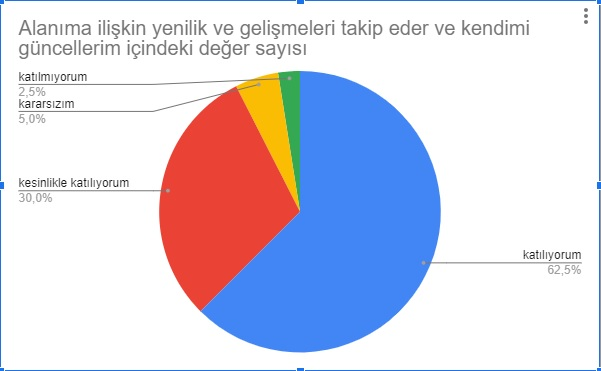 Alanıma ilişkin yenilik ve gelişmeleri takip eder ve kendimi
güncellerim içindeki değer sayısı
katılmıyorum
2,5%
kararsızım
5,0%
kesinlikle katılıyorum
30,0%
katılıyorum
62,5%